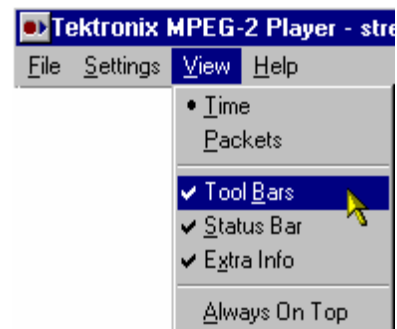 Tektronix MPEG-2 Player - stre
File Settings View Help
Time
Packets
Tool Bars
Status Bar
Extra Info
Always On Top